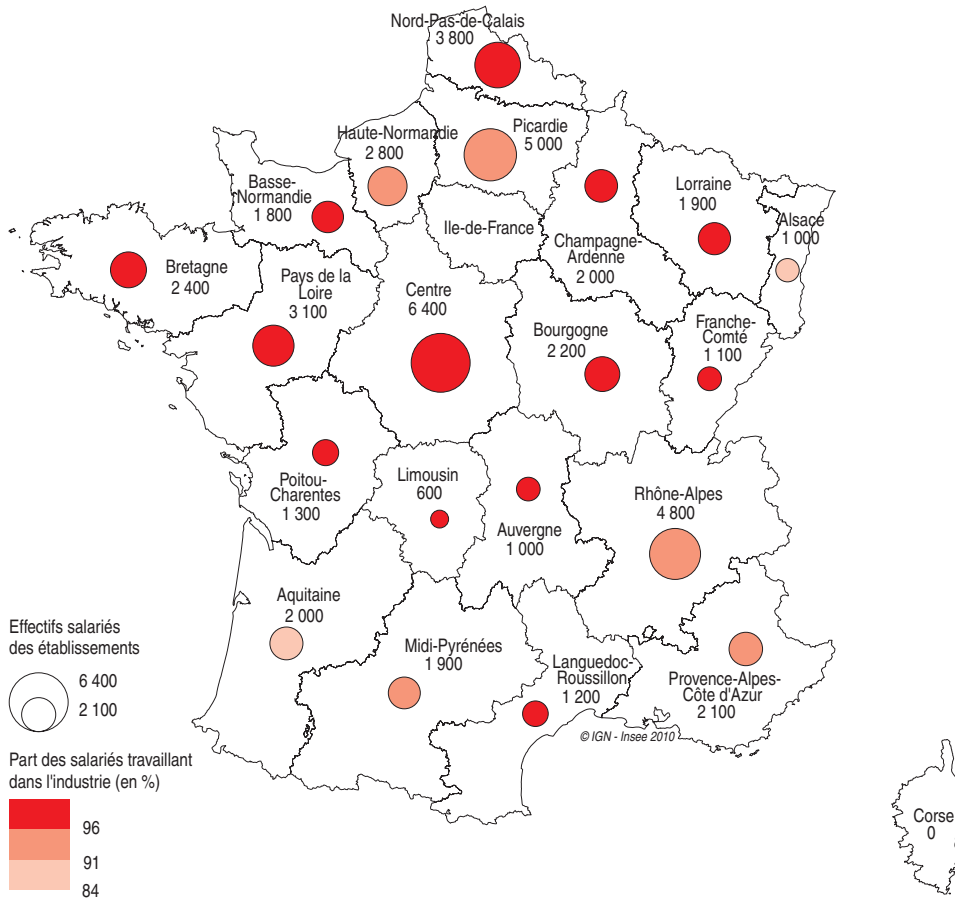 Nord-Pas-de-Calais
3 800
Haute-Normandie
2 800
Picardie
5 000
Basse-
Normandie
1 800
Lorraine
1 900
Alsace
1 000
Ile-de-France
Champagne-
Ardenne
2 000
Bretagne
2 400
Pays de la
Loire
3 100
Centre
6 400
Bourgogne
2 200
Franche-
Comté
1 100
Poitou-
Charentes
1 300
Limousin
600
Auvergne
1 000
Rhône-Alpes
4 800
Aquitaine
2 000
Midi-Pyrénées
1 900
Languedoc-
Roussillon
1 200
Provence-Alpes-
Côte d'Azur
2 100
© IGN - Insee 2010
Corse
0
Effectifs salariés
des établissements
6 400
2 100
Part des salariés travaillant
dans l'industrie (en %)
96
91
84